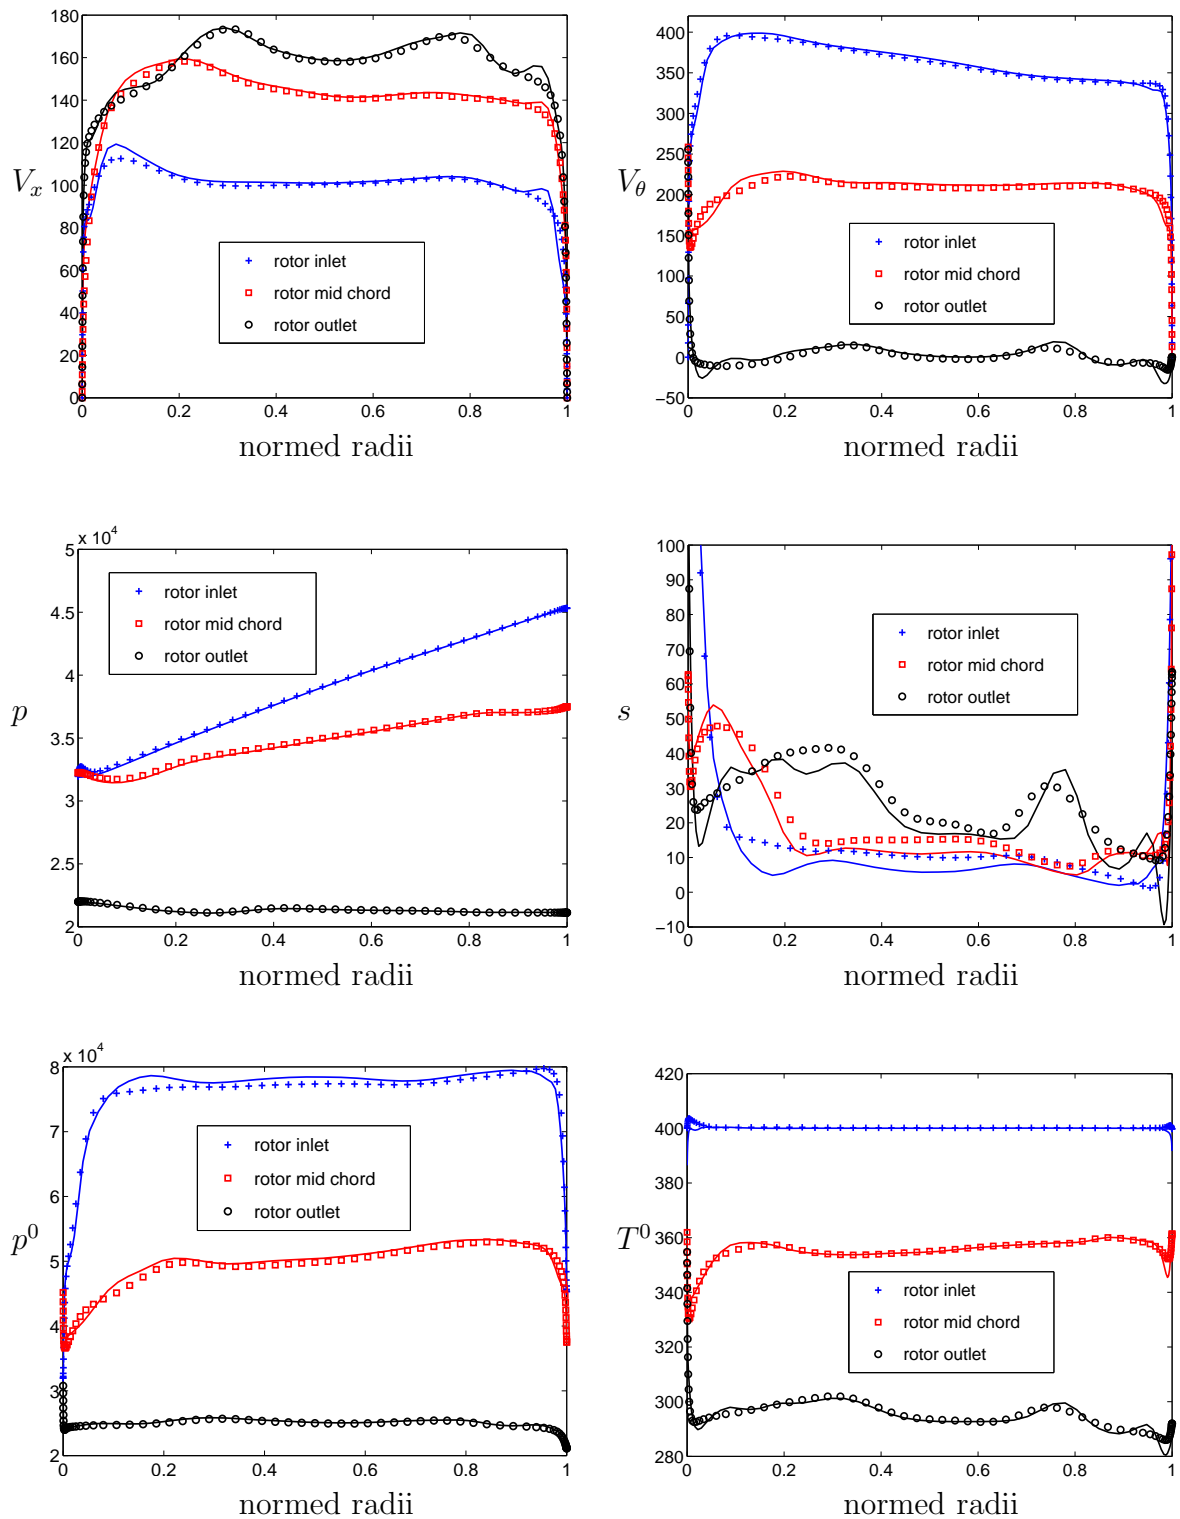 180
160
140
120
100
80
60
40
20
0
V_x
0 0.2 0.4 0.6 0.8 1
normed radii
rotor inlet
rotor mid chord
rotor outlet
400
350
300
250
200
150
100
50
0
−50
V_θ
0 0.2 0.4 0.6 0.8 1
normed radii
rotor inlet
rotor mid chord
rotor outlet
x 10^4
5
4.5
4
3.5
3
2.5
2
p
0 0.2 0.4 0.6 0.8 1
normed radii
rotor inlet
rotor mid chord
rotor outlet
100
90
80
70
60
50
40
30
20
10
0
−10
s
0 0.2 0.4 0.6 0.8 1
normed radii
rotor inlet
rotor mid chord
rotor outlet
x 10^4
8
7
6
5
4
3
2
p^0
0 0.2 0.4 0.6 0.8 1
normed radii
rotor inlet
rotor mid chord
rotor outlet
420
400
380
360
340
320
300
280
T^0
0 0.2 0.4 0.6 0.8 1
normed radii
rotor inlet
rotor mid chord
rotor outlet